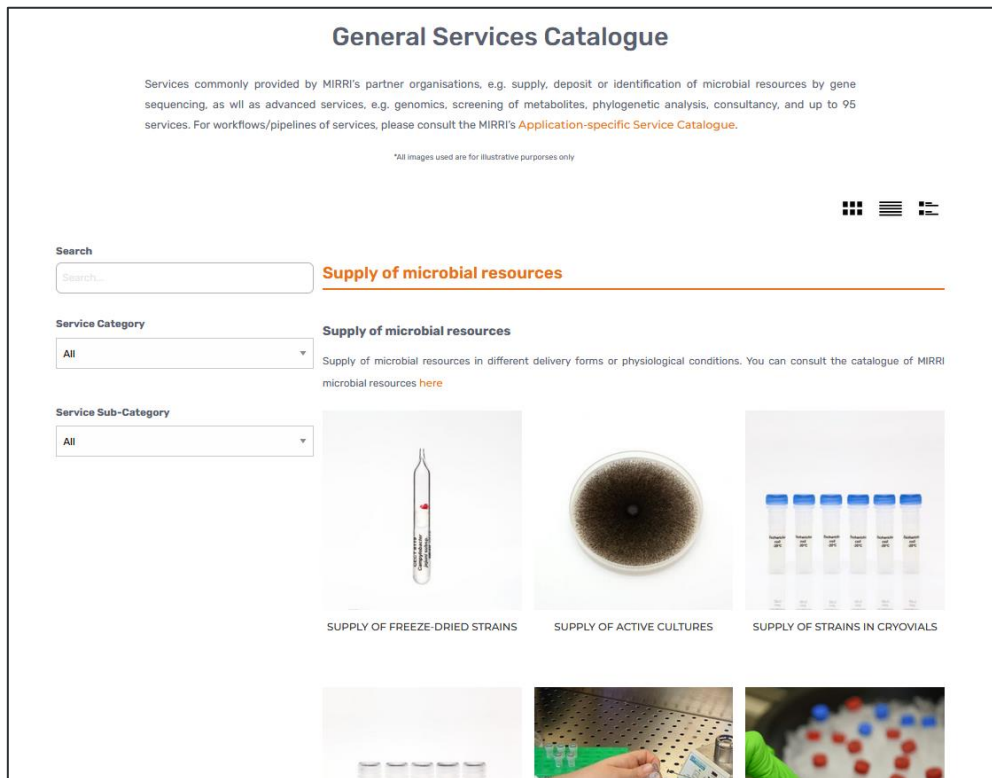 General Services Catalogue
Services commonly provided by MIRRI's partner organisations, e.g. supply, deposit or identification of microbial resources by gene
sequencing, as wll as advanced services, e.g. genomics, screening of metabolites, phylogenetic analysis, consultancy, and up to 95
services. For workflows/pipelines of services, please consult the MIRRI's Application-specific Service Catalogue.
*All images used are for illustrative purporses only
Search
Search...
Supply of microbial resources
Service Category
All
Supply of microbial resources
Supply of microbial resources in different delivery forms or physiological conditions. You can consult the catalogue of MIRRI
microbial resources here
Service Sub-Category
All
SUPPLY OF FREEZE-DRIED STRAINS
SUPPLY OF ACTIVE CULTURES
SUPPLY OF STRAINS IN CRYOVIALS